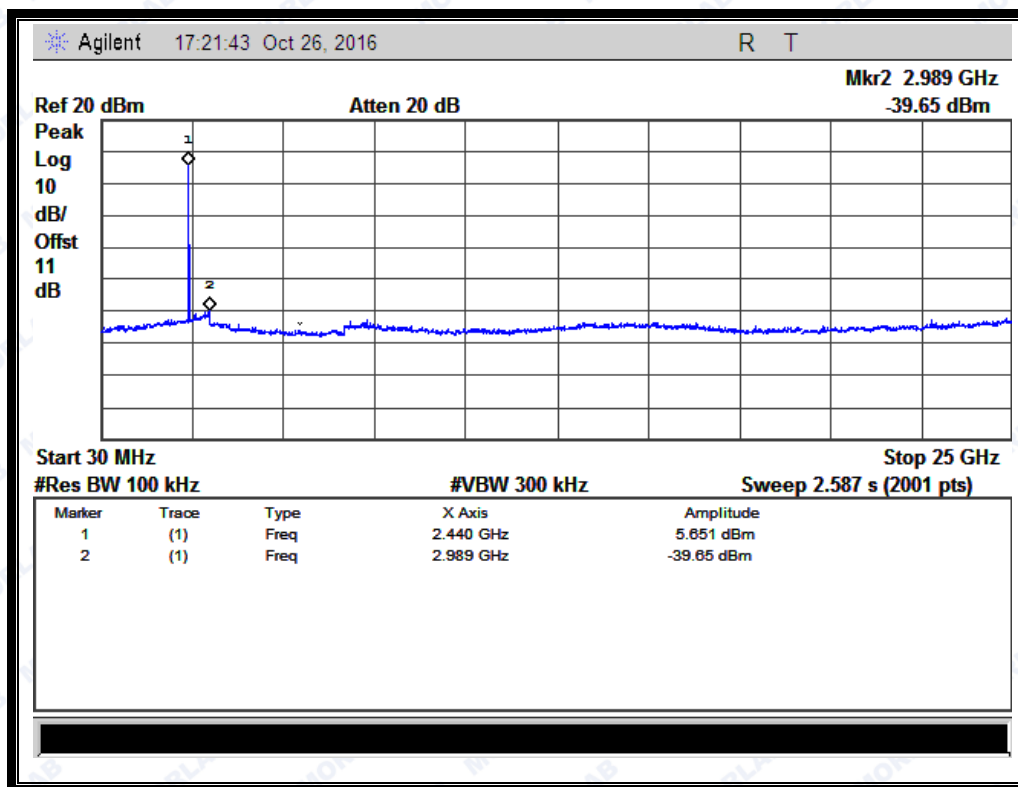 Agilent 17:21:43 Oct 26, 2016 R T
Mkr2 2.989 GHz
Ref 20 dBm Atten 20 dB -39.65 dBm
Peak
Log
10
dB/
Offst
11
dB
1
2
Start 30 MHz Stop 25 GHz
#Res BW 100 kHz #VBW 300 kHz Sweep 2.587 s (2001 pts)
Marker Trace Type X Axis Amplitude
1 (1) Freq 2.440 GHz 5.651 dBm
2 (1) Freq 2.989 GHz -39.65 dBm